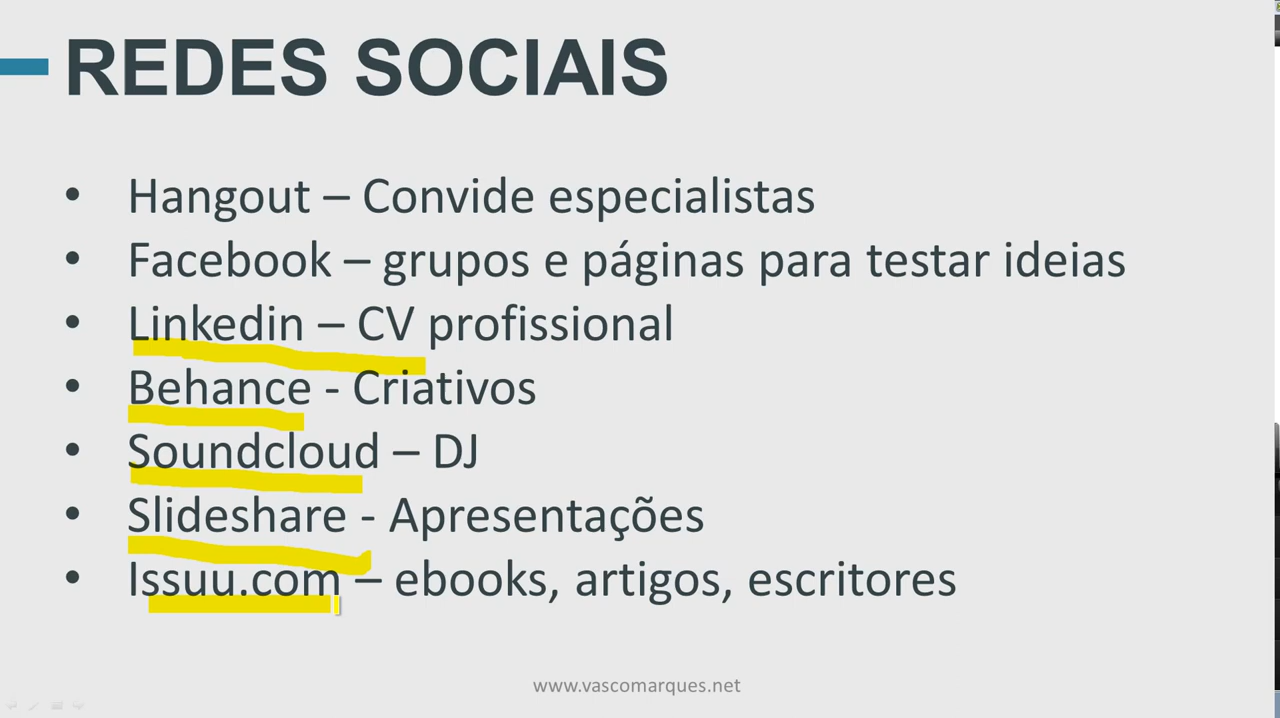 REDES SOCIAIS
• Hangout – Convide especialistas
• Facebook – grupos e páginas para testar ideias
• Linkedin – CV profissional
• Behance - Criativos
• Soundcloud – DJ
• Slideshare - Apresentações
• Issuu.com – ebooks, artigos, escritores
www.vascomarques.net